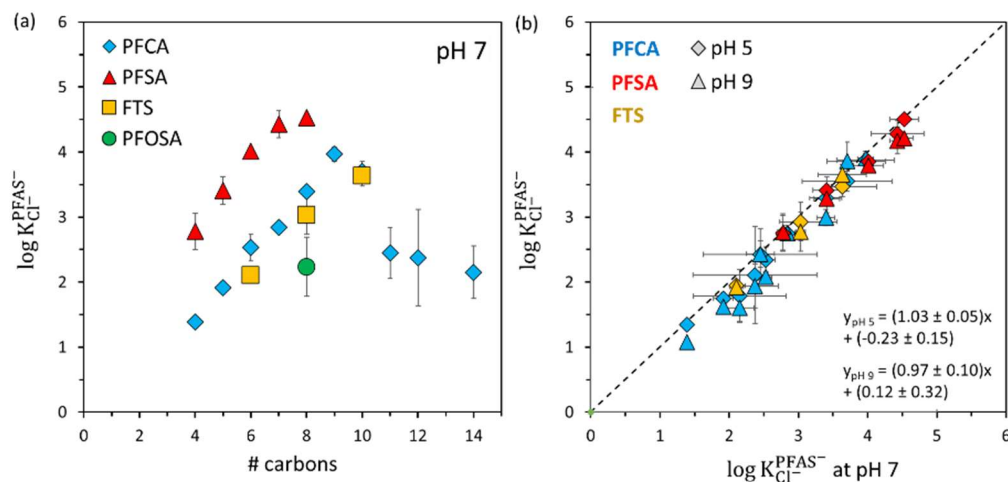 (a)
6
5
4
3
2
1
0
log K_Cl⁻^PFAS⁻
PFCA
PFSA
FTS
PFOSA
pH 7
0 2 4 6 8 10 12 14
# carbons
(b)
6
5
4
3
2
1
0
log K_Cl⁻^PFAS⁻
PFCA pH 5
PFSA pH 9
FTS
y_pH 5 = (1.03 ± 0.05)x
+ (-0.23 ± 0.15)
y_pH 9 = (0.97 ± 0.10)x
+ (0.12 ± 0.32)
0 1 2 3 4 5 6
log K_Cl⁻^PFAS⁻ at pH 7